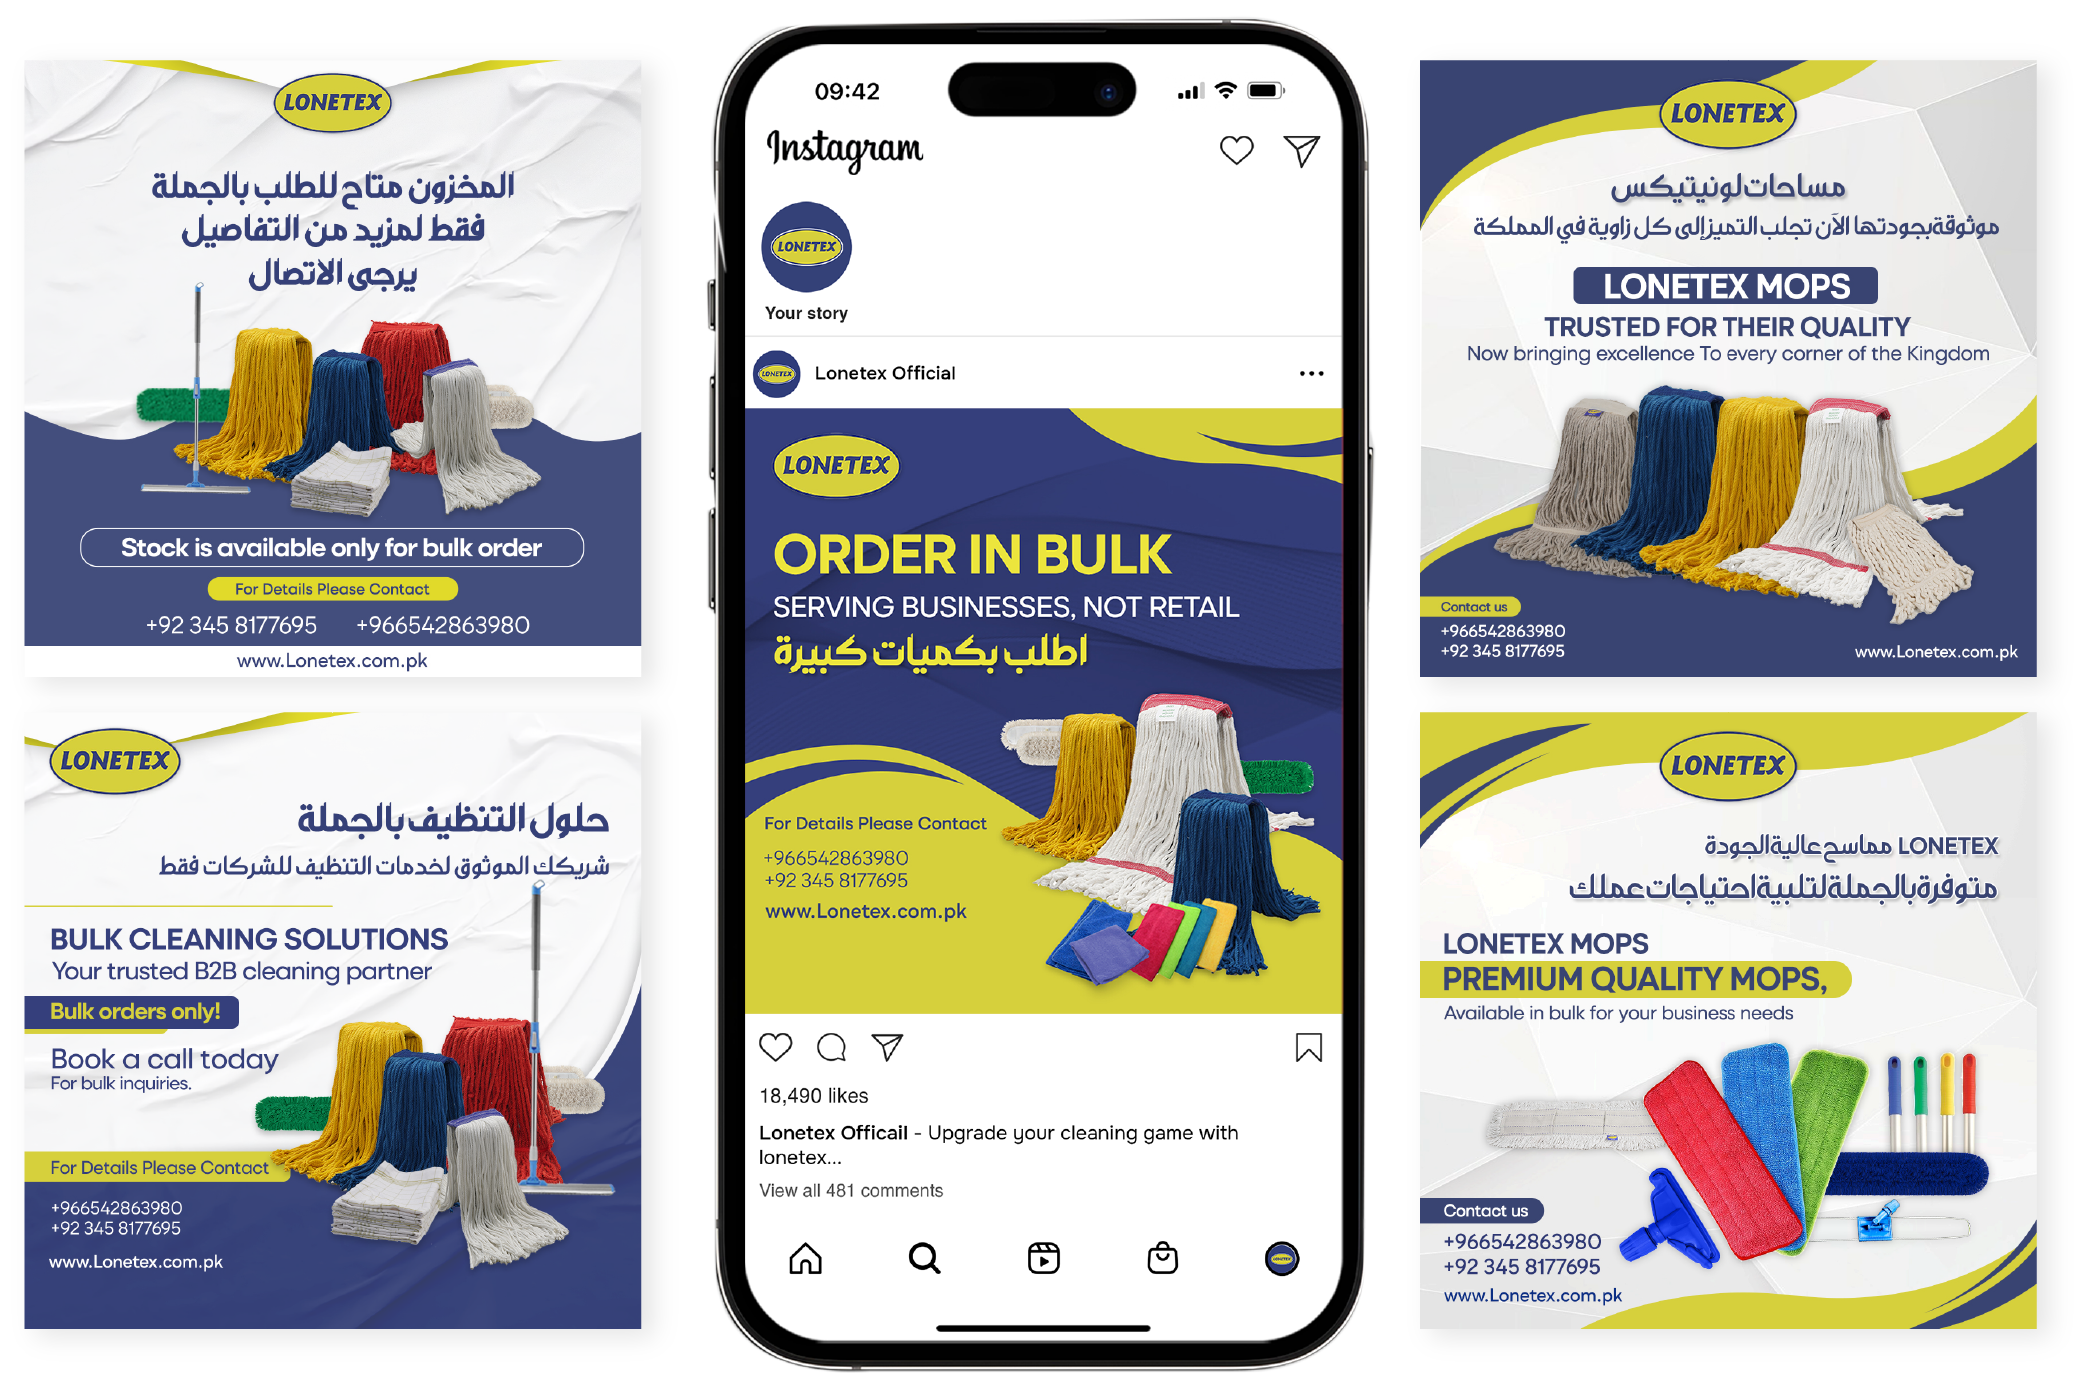 LONETEX
المخزون متاح للطلب بالجملة
فقط لمزيد من التفاصيل
يرجى الاتصال
Stock is available only for bulk order
For Details Please Contact
+92 345 8177695 +966542863980
www.Lonetex.com.pk
LONETEX
حلول التنظيف بالجملة
شريكك الموثوق لخدمات التنظيف للشركات فقط
BULK CLEANING SOLUTIONS
Your trusted B2B cleaning partner
Bulk orders only!
Book a call today
For bulk inquiries.
For Details Please Contact
+966542863980
+92 345 8177695
www.Lonetex.com.pk
09:42
Instagram
LONETEX
Your story
LONETEX
Lonetex Official
LONETEX
ORDER IN BULK
SERVING BUSINESSES, NOT RETAIL
اطلب بكميات كبيرة
For Details Please Contact
+966542863980
+92 345 8177695
www.Lonetex.com.pk
18,490 likes
Lonetex Officail - Upgrade your cleaning game with
lonetex...
View all 481 comments
LONETEX
مساحات لونيتيكس
موثوقة بجودتها الآن تجلب التميز إلى كل زاوية في المملكة
LONETEX MOPS
TRUSTED FOR THEIR QUALITY
Now bringing excellence To every corner of the Kingdom
Contact us
+966542863980
+92 345 8177695
www.Lonetex.com.pk
LONETEX
LONETEX مماسح عالية الجودة
متوفرة بالجملة لتلبية احتياجات عملك
LONETEX MOPS
PREMIUM QUALITY MOPS,
Available in bulk for your business needs
Contact us
+966542863980
+92 345 8177695
www.Lonetex.com.pk